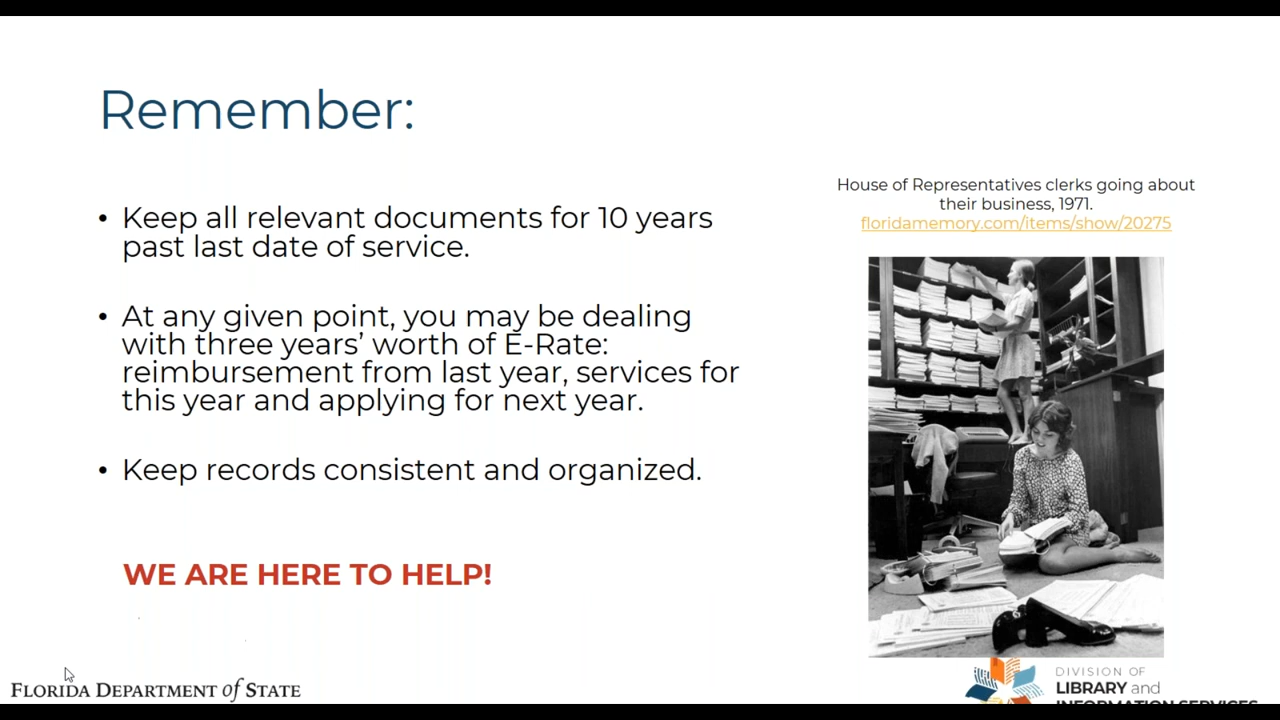 Remember:
• Keep all relevant documents for 10 years
past last date of service.
• At any given point, you may be dealing
with three years’ worth of E-Rate:
reimbursement from last year, services for
this year and applying for next year.
• Keep records consistent and organized.
WE ARE HERE TO HELP!
House of Representatives clerks going about
their business, 1971.
floridamemory.com/items/show/20275
FLORIDA DEPARTMENT of STATE
DIVISION OF
LIBRARY and
INFORMATION SERVICES